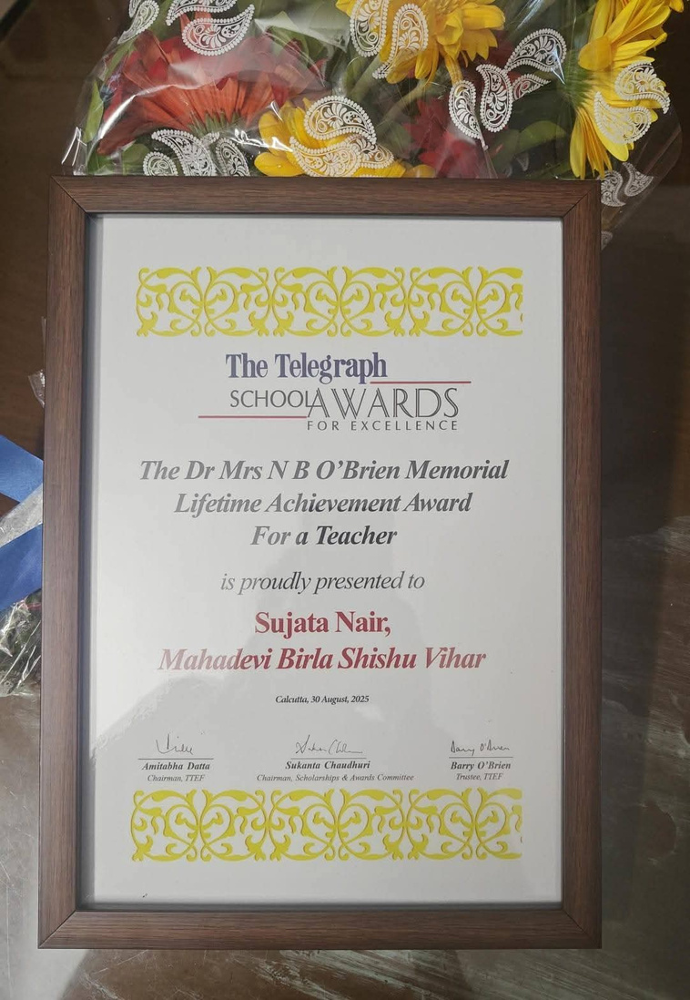 The Telegraph
SCHOOL AWARDS
FOR EXCELLENCE
The Dr Mrs N B O'Brien Memorial
Lifetime Achievement Award
For a Teacher
is proudly presented to
Sujata Nair,
Mahadevi Birla Shishu Vihar
Calcutta, 30 August, 2025
Amitabha Datta
Chairman, TTEF
Sukanta Chaudhuri
Chairman, Scholarships & Awards Committee
Barry O'Brien
Barry O'Brien
Trustee, TTEF